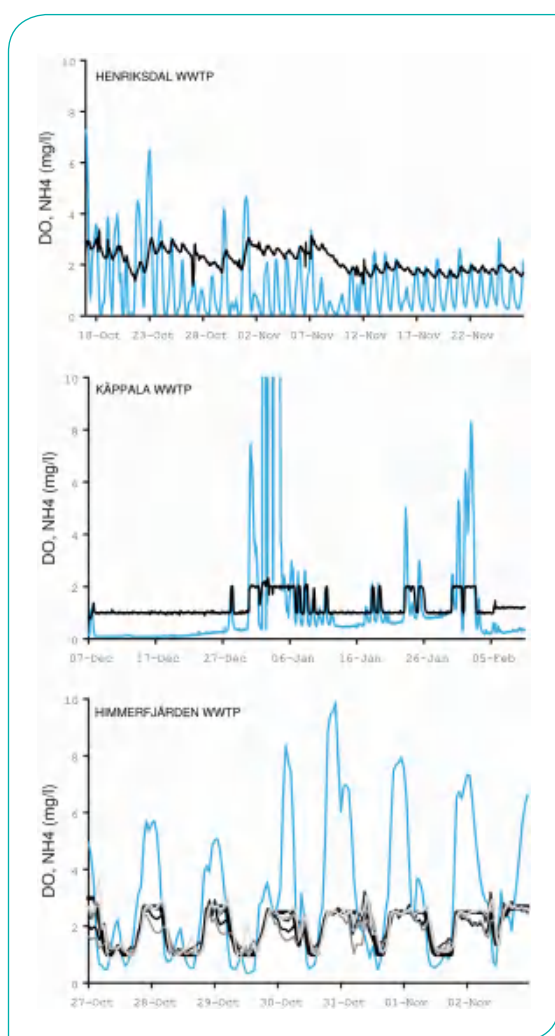 10
HENRIKSDAL WWTP
8
6
4
2
0
DO, NH4 (mg/l)
18-Oct 23-Oct 28-Oct 02-Nov 07-Nov 12-Nov 17-Nov 22-Nov
10
KÄPPALA WWTP
8
6
4
2
0
DO, NH4 (mg/l)
07-Dec 17-Dec 27-Dec 06-Jan 16-Jan 26-Jan 05-Feb
10
HIMMERFJÄRDEN WWTP
8
6
4
2
0
DO, NH4 (mg/l)
27-Oct 28-Oct 29-Oct 30-Oct 31-Oct 01-Nov 02-Nov